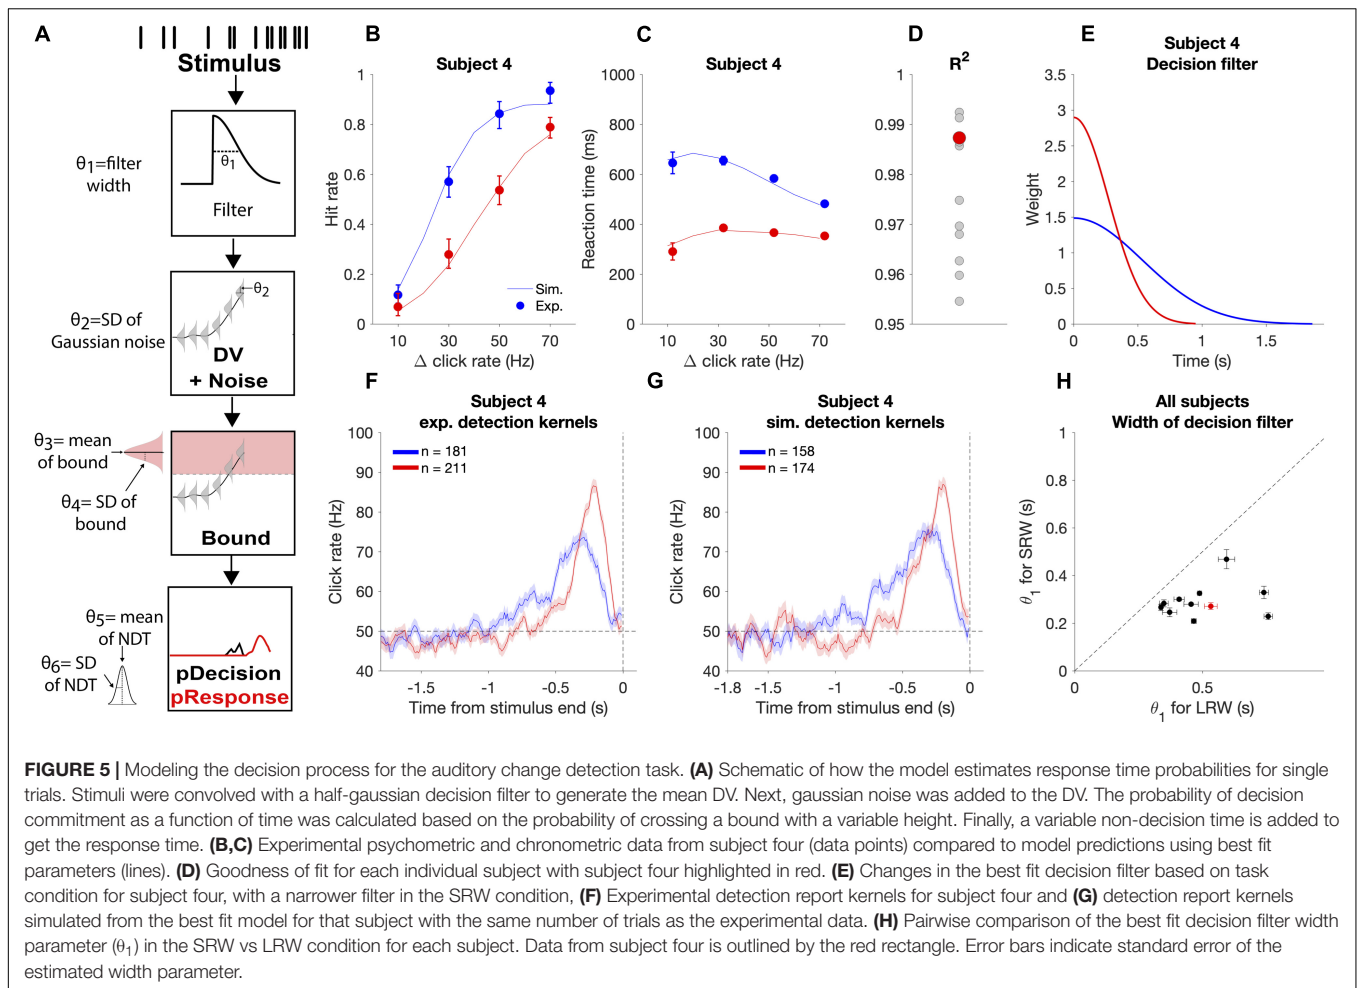 A
Stimulus
θ1=filter
width
θ1
Filter
θ2=SD of
Gaussian noise
θ2
DV
+ Noise
θ3= mean
of bound
θ4= SD of
bound
Bound
θ5= mean
of NDT
θ6= SD
of NDT
pDecision
pResponse
B
Subject 4
Hit rate
1
0.8
0.6
0.4
0.2
0
10 30 50 70
Δ click rate (Hz)
Sim.
Exp.
C
Subject 4
Reaction time (ms)
1000
800
600
400
200
0
10 30 50 70
Δ click rate (Hz)
D
R²
1
0.99
0.98
0.97
0.96
0.95
E
Subject 4
Decision filter
Weight
3.5
3
2.5
2
1.5
1
0.5
0
0 0.5 1 1.5
Time (s)
F
Subject 4
exp. detection kernels
n = 181
n = 211
Click rate (Hz)
100
90
80
70
60
50
40
-1.5 -1 -0.5 0
Time from stimulus end (s)
G
Subject 4
sim. detection kernels
n = 158
n = 174
Click rate (Hz)
100
90
80
70
60
50
40
-1.8 -1.5 -1 -0.5 0
Time from stimulus end (s)
H
All subjects
Width of decision filter
θ1 for SRW (s)
1
0.8
0.6
0.4
0.2
0
0 0.5
θ1 for LRW (s)
FIGURE 5 | Modeling the decision process for the auditory change detection task. (A) Schematic of how the model estimates response time probabilities for single
trials. Stimuli were convolved with a half-gaussian decision filter to generate the mean DV. Next, gaussian noise was added to the DV. The probability of decision
commitment as a function of time was calculated based on the probability of crossing a bound with a variable height. Finally, a variable non-decision time is added to
get the response time. (B,C) Experimental psychometric and chronometric data from subject four (data points) compared to model predictions using best fit
parameters (lines). (D) Goodness of fit for each individual subject with subject four highlighted in red. (E) Changes in the best fit decision filter based on task
condition for subject four, with a narrower filter in the SRW condition, (F) Experimental detection report kernels for subject four and (G) detection report kernels
simulated from the best fit model for that subject with the same number of trials as the experimental data. (H) Pairwise comparison of the best fit decision filter width
parameter (θ1) in the SRW vs LRW condition for each subject. Data from subject four is outlined by the red rectangle. Error bars indicate standard error of the
estimated width parameter.